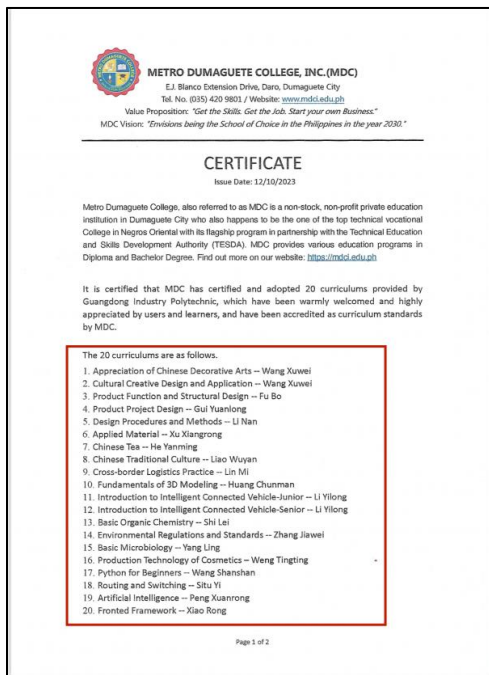 METRO DUMAGUETE COLLEGE, INC.(MDC)
E.J. Blanco Extension Drive, Daro, Dumaguete City
Tel. No. (035) 420 9801 / Website: www.mdci.edu.ph
Value Proposition: "Get the Skills. Get the Job. Start your own Business."
MDC Vision: "Envisions being the School of Choice in the Philippines in the year 2030."
CERTIFICATE
Issue Date: 12/10/2023
Metro Dumaguete College, also referred to as MDC is a non-stock, non-profit private education
institution in Dumaguete City who also happens to be the one of the top technical vocational
College in Negros Oriental with its flagship program in partnership with the Technical Education
and Skills Development Authority (TESDA). MDC provides various education programs in
Diploma and Bachelor Degree. Find out more on our website: https://mdci.edu.ph
It is certified that MDC has certified and adopted 20 curriculums provided by
Guangdong Industry Polytechnic, which have been warmly welcomed and highly
appreciated by users and learners, and have been accredited as curriculum standards
by MDC.
The 20 curriculums are as follows.
1. Appreciation of Chinese Decorative Arts -- Wang Xuwei
2. Cultural Creative Design and Application -- Wang Xuwei
3. Product Function and Structural Design -- Fu Bo
4. Product Project Design -- Gui Yuanlong
5. Design Procedures and Methods -- Li Nan
6. Applied Material -- Xu Xiangrong
7. Chinese Tea -- He Yanming
8. Chinese Traditional Culture -- Liao Wuyan
9. Cross-border Logistics Practice -- Lin Mi
10. Fundamentals of 3D Modeling -- Huang Chunman
11. Introduction to Intelligent Connected Vehicle-Junior -- Li Yilong
12. Introduction to Intelligent Connected Vehicle-Senior -- Li Yilong
13. Basic Organic Chemistry -- Shi Lei
14. Environmental Regulations and Standards -- Zhang Jiawei
15. Basic Microbiology -- Yang Ling
16. Production Technology of Cosmetics -- Weng Tingting
17. Python for Beginners -- Wang Shanshan
18. Routing and Switching -- Situ Yi
19. Artificial Intelligence -- Peng Xuanrong
20. Fronted Framework -- Xiao Rong
Page 1 of 2